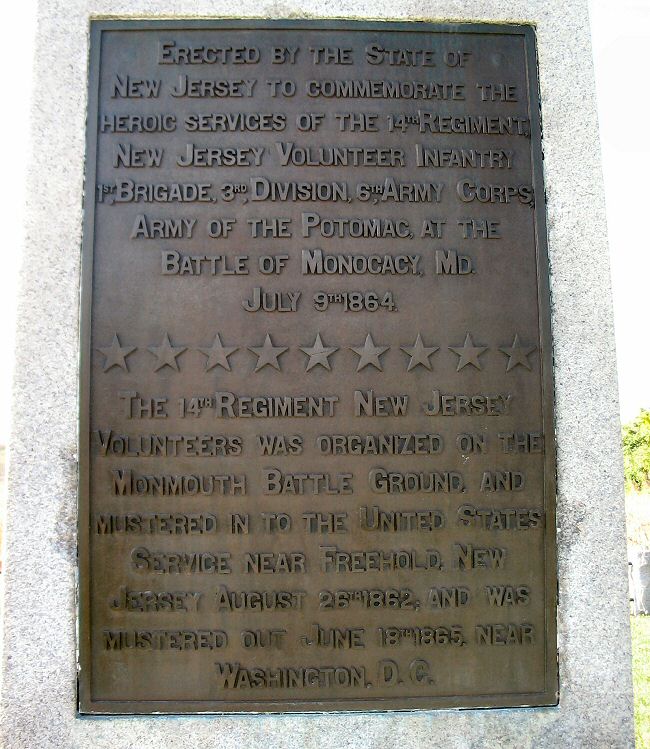 Erected by the State of
New Jersey to commemorate the
heroic services of the 14th Regiment,
New Jersey Volunteer Infantry
1st, Brigade, 3rd, Division, 6th, Army Corps,
Army of the Potomac, at the
Battle of Monocacy, Md.
July 9th 1864.
The 14th Regiment New Jersey
Volunteers was organized on the
Monmouth Battle Ground, and
mustered in to the United States
Service near Freehold, New
Jersey August 26th 1862, and was
mustered out June 18th 1865, near
Washington, D. C.